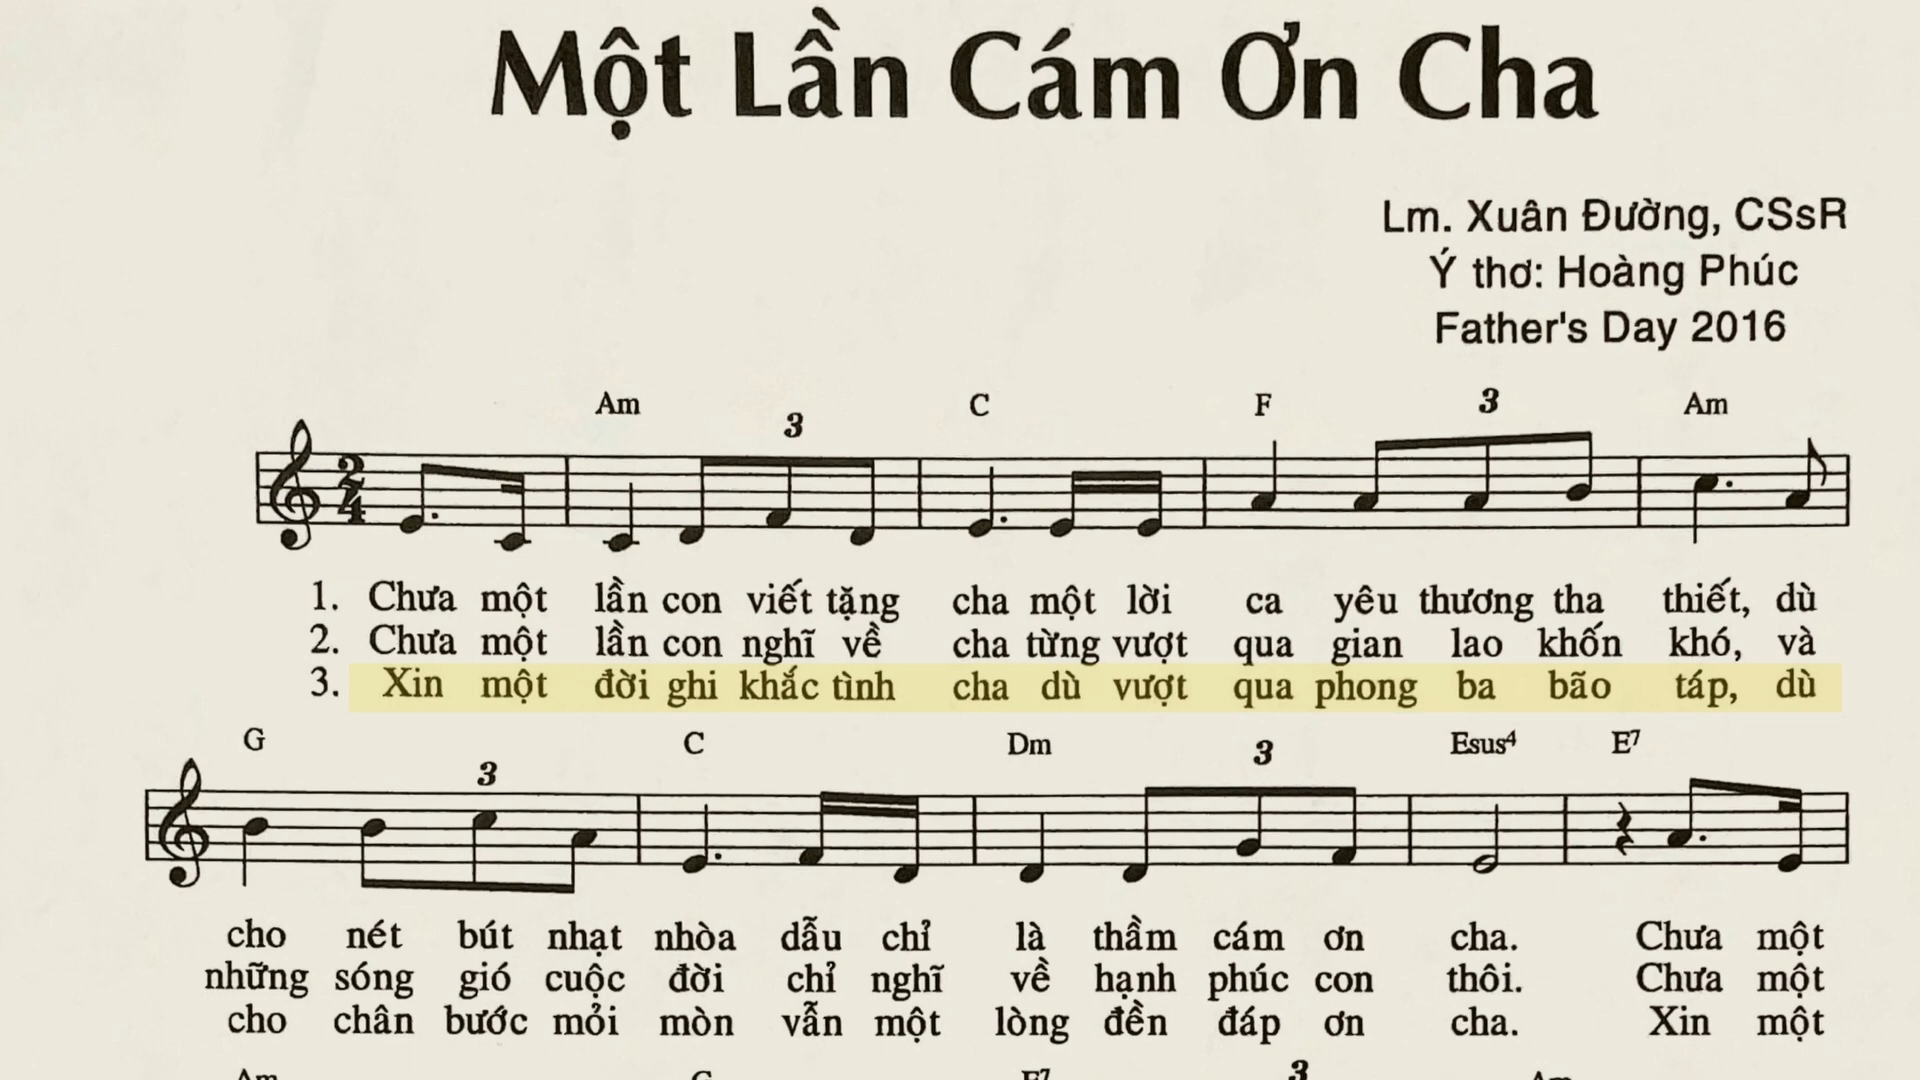 Một Lần Cám Ơn Cha
Lm. Xuân Đường, CSsR
Ý thơ: Hoàng Phúc
Father's Day 2016
Am 3 C F 3 Am
2
4
1. Chưa một lần con viết tặng cha một lời ca yêu thương tha thiết, dù
2. Chưa một lần con nghĩ về cha từng vượt qua gian lao khốn khó, và
3. Xin một đời ghi khắc tình cha dù vượt qua phong ba bão táp, dù
G 3 C Dm 3 Esus4 E7
cho nét bút nhạt nhòa dẫu chỉ là thầm cám ơn cha. Chưa một
những sóng gió cuộc đời chỉ nghĩ về hạnh phúc con thôi. Chưa một
cho chân bước mỏi mòn vẫn một lòng đền đáp ơn cha. Xin một
Am 3